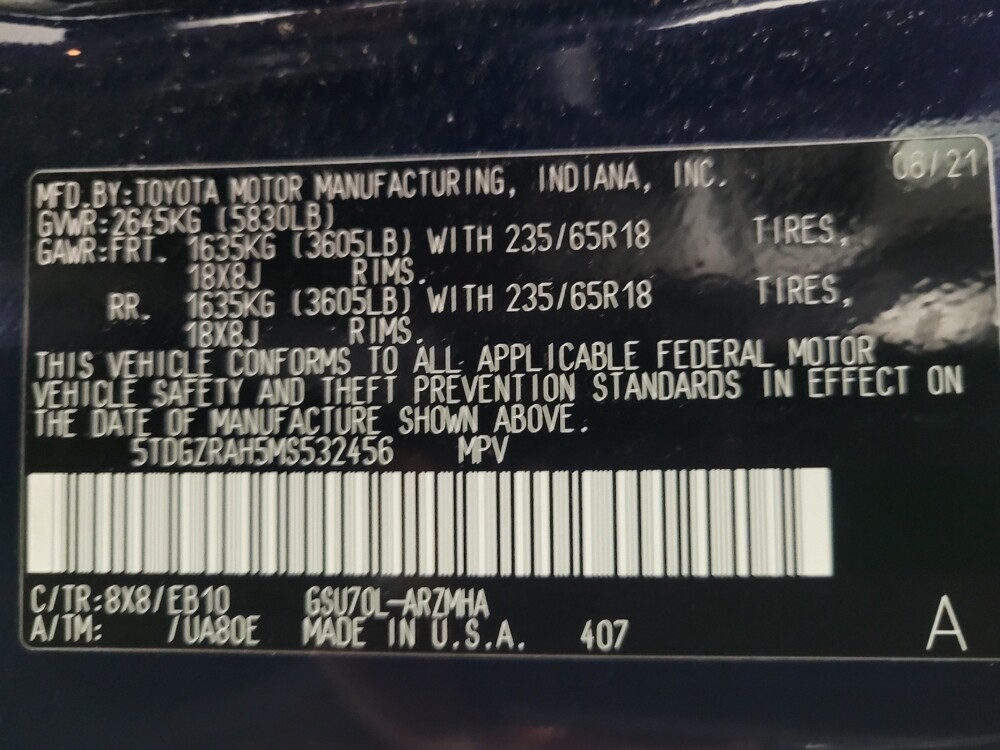 06/21
MFD.BY:TOYOTA MOTOR MANUFACTURING, INDIANA, INC.
GVWR:2645KG (5830LB)
GAWR:FRT. 1635KG (3605LB) WITH 235/65R18 TIRES,
18X8J RIMS.
RR. 1635KG (3605LB) WITH 235/65R18 TIRES,
18X8J RIMS.
THIS VEHICLE CONFORMS TO ALL APPLICABLE FEDERAL MOTOR
VEHICLE SAFETY AND THEFT PREVENTION STANDARDS IN EFFECT ON
THE DATE OF MANUFACTURE SHOWN ABOVE.
5TDGZRAH5MS532456 MPV
C/TR:8X8/EB10 GSU70L-ARZMHA
A/TM: /UA80E MADE IN U.S.A. 407 A